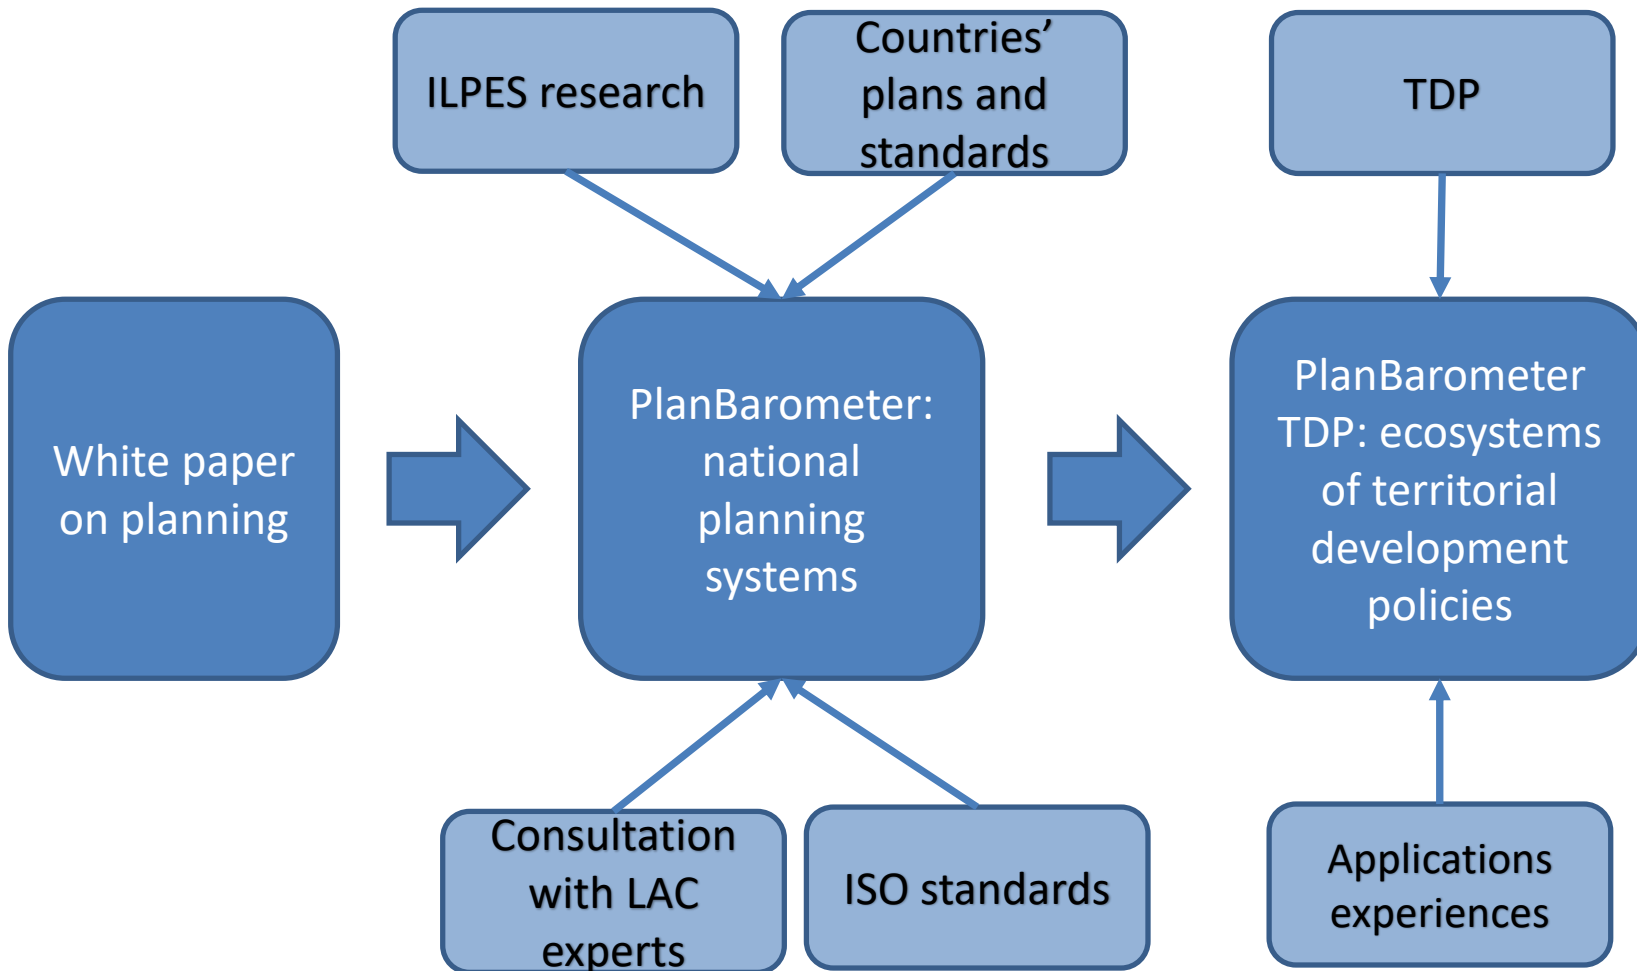 ILPES research
Countries’
plans and
standards
TDP
White paper
on planning
PlanBarometer:
national
planning
systems
PlanBarometer
TDP: ecosystems
of territorial
development
policies
Consultation
with LAC
experts
ISO standards
Applications
experiences